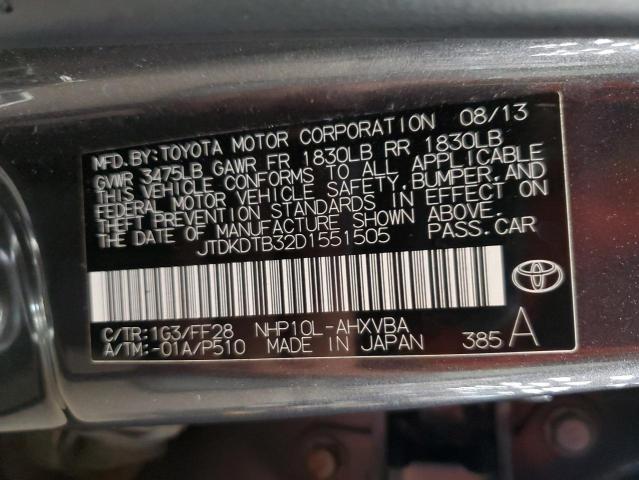 MFD.BY:TOYOTA MOTOR CORPORATION 08/13
GVWR 3475LB GAWR FR 1830LB RR 1830LB
THIS VEHICLE CONFORMS TO ALL APPLICABLE
FEDERAL MOTOR VEHICLE SAFETY,BUMPER,AND
THEFT PREVENTION STANDARDS IN EFFECT ON
THE DATE OF MANUFACTURE SHOWN ABOVE.
JTDKDTB32D1551505 PASS.CAR
C/TR:1G3/FF28 NHP10L-AHXVBA
A/TM:-01A/P510 MADE IN JAPAN 385 A